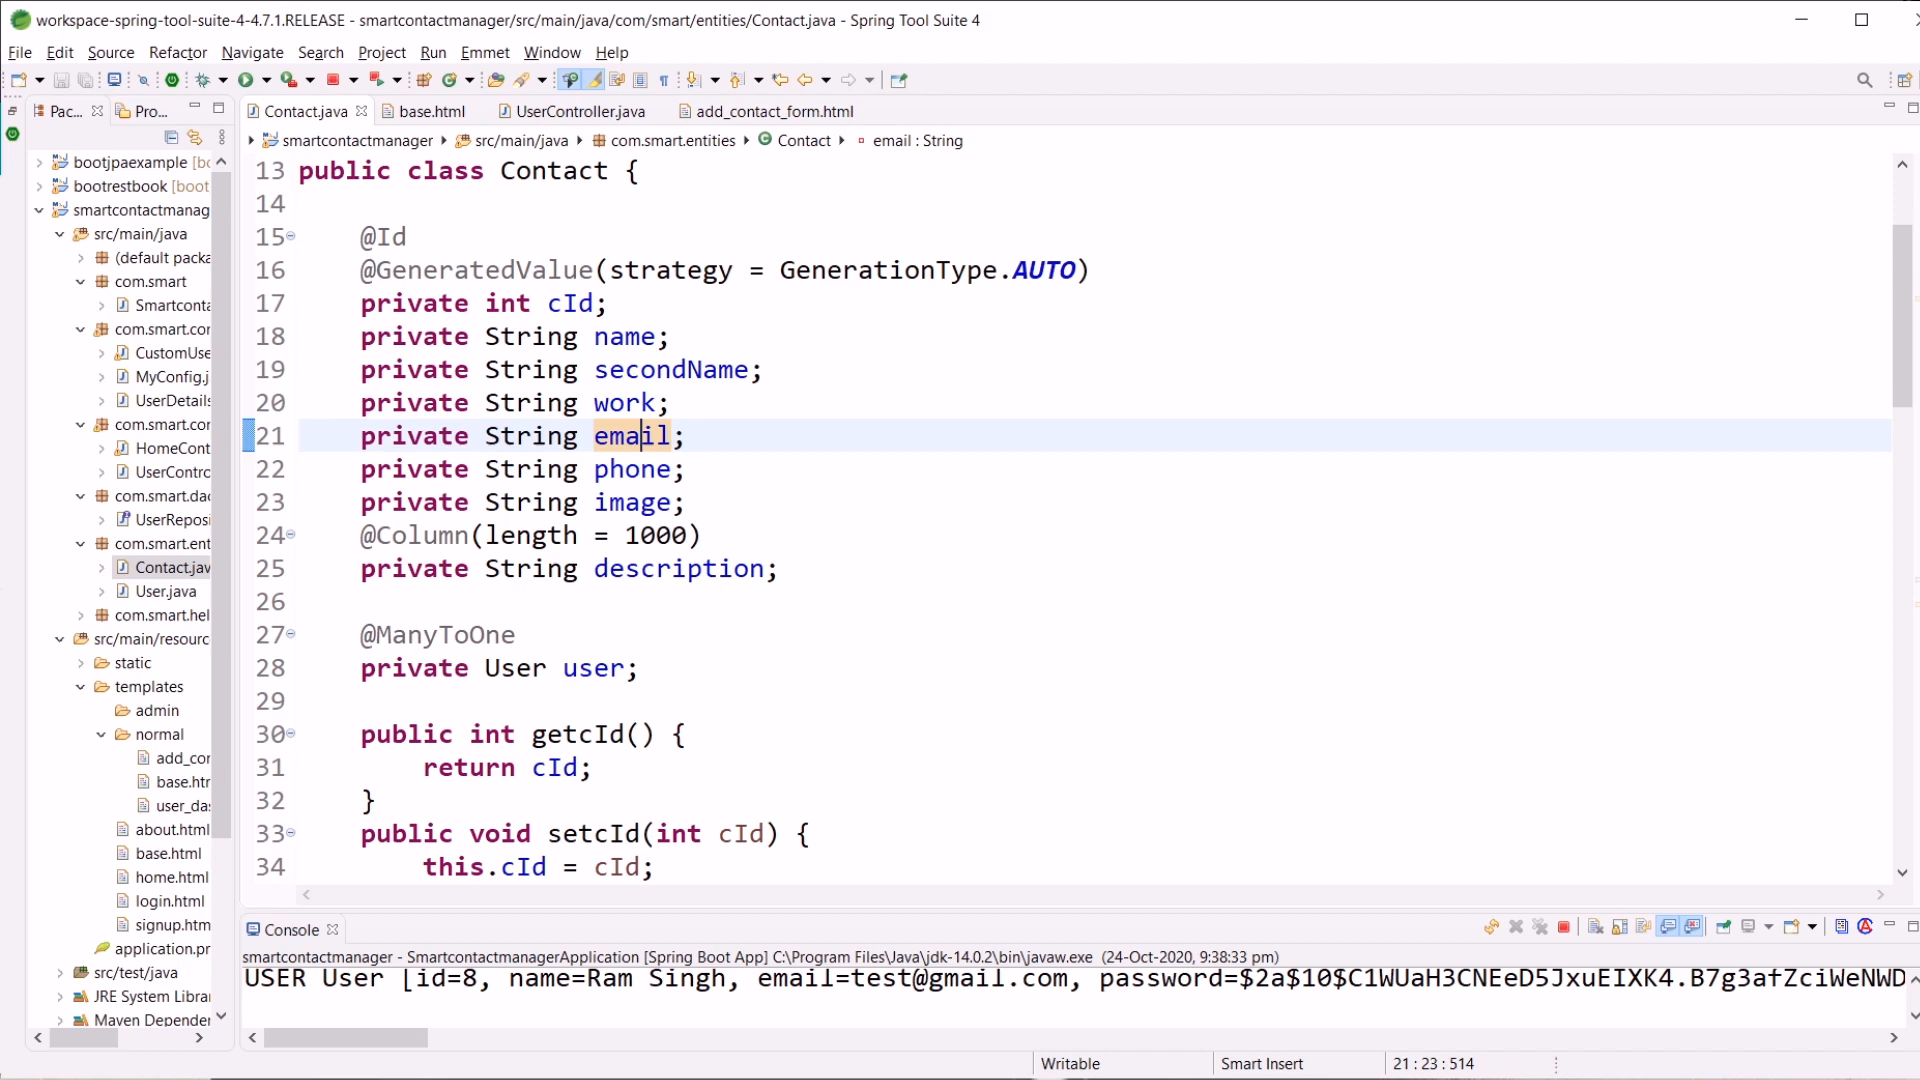 workspace-spring-tool-suite-4-4.7.1.RELEASE - smartcontactmanager/src/main/java/com/smart/entities/Contact.java - Spring Tool Suite 4
File Edit Source Refactor Navigate Search Project Run Emmet Window Help
Pac... Pro...
Contact.java base.html UserController.java add_contact_form.html
smartcontactmanager src/main/java com.smart.entities Contact email : String
bootjpaexample [bo
bootrestbook [boot
smartcontactmanag
src/main/java
(default packa
com.smart
Smartconta
com.smart.cor
CustomUse
MyConfig.j
UserDetails
com.smart.cor
HomeCont
UserContrc
com.smart.dao
UserReposi
com.smart.ent
Contact.jav
User.java
com.smart.hel
src/main/resourc
static
templates
admin
normal
add_cor
base.htr
user_da
about.html
base.html
home.html
login.html
signup.htm
application.pr
src/test/java
JRE System Librar
Maven Depender
13 public class Contact {
14
15 @Id
16 @GeneratedValue(strategy = GenerationType.AUTO)
17 private int cId;
18 private String name;
19 private String secondName;
20 private String work;
21 private String email;
22 private String phone;
23 private String image;
24 @Column(length = 1000)
25 private String description;
26
27 @ManyToOne
28 private User user;
29
30 public int getcId() {
31 return cId;
32 }
33 public void setcId(int cId) {
34 this.cId = cId;
Console
smartcontactmanager - SmartcontactmanagerApplication [Spring Boot App] C:\Program Files\Java\jdk-14.0.2\bin\javaw.exe (24-Oct-2020, 9:38:33 pm)
USER User [id=8, name=Ram Singh, email=test@gmail.com, password=$2a$10$C1WUaH3CNEeD5JxuEIXK4.B7g3afZciWeNWD
Writable Smart Insert 21 : 23 : 514